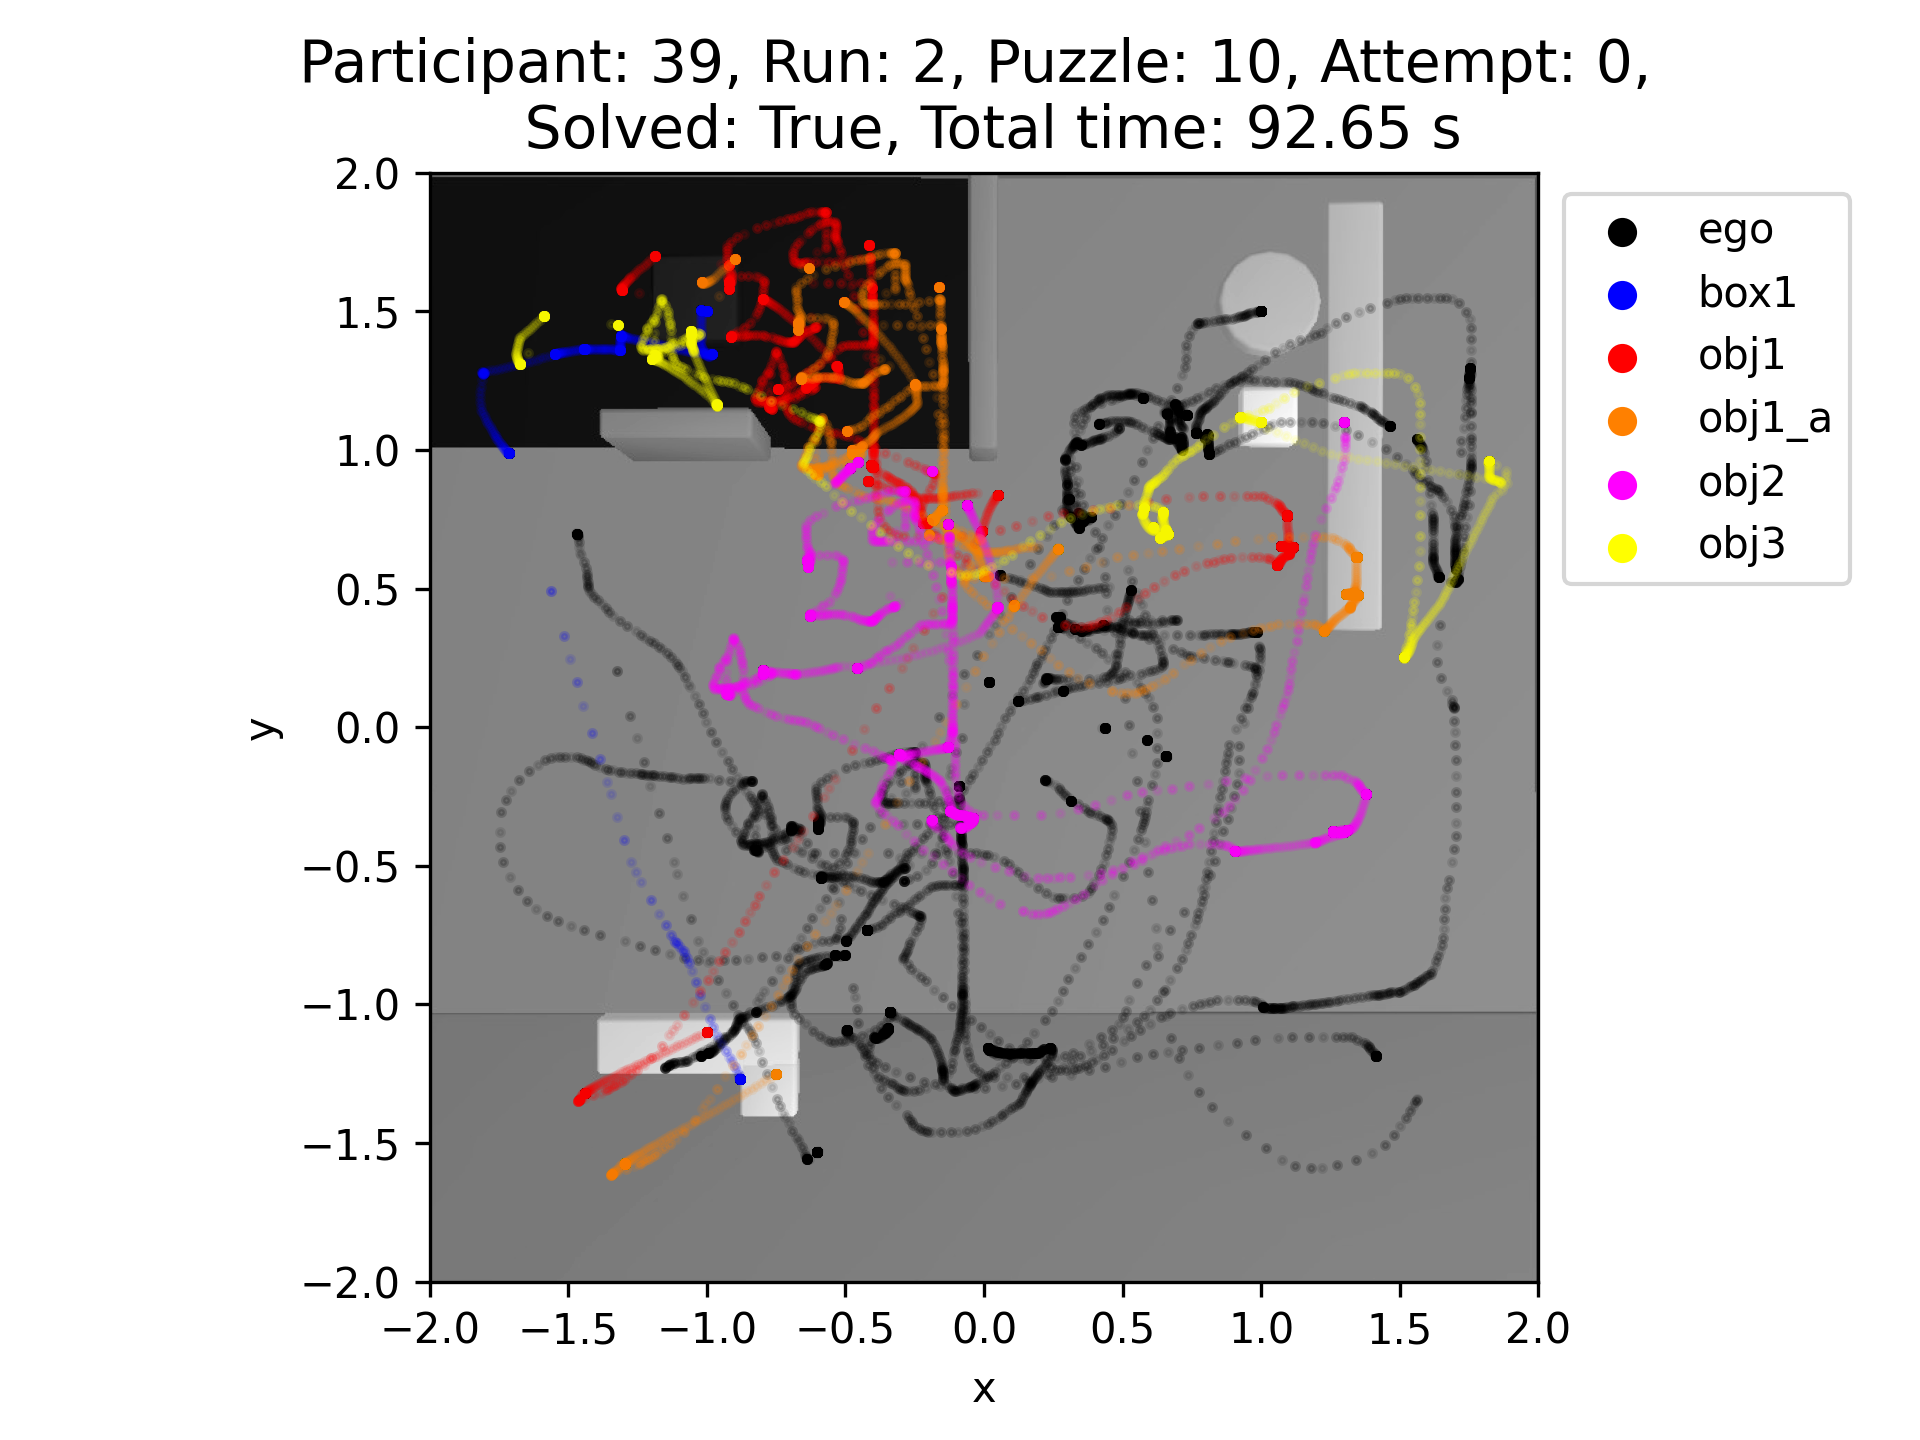 Participant: 39, Run: 2, Puzzle: 10, Attempt: 0,
Solved: True, Total time: 92.65 s
2.0
1.5
1.0
0.5
0.0
−0.5
−1.0
−1.5
−2.0
y
−2.0 −1.5 −1.0 −0.5 0.0 0.5 1.0 1.5 2.0
x
ego
box1
obj1
obj1_a
obj2
obj3